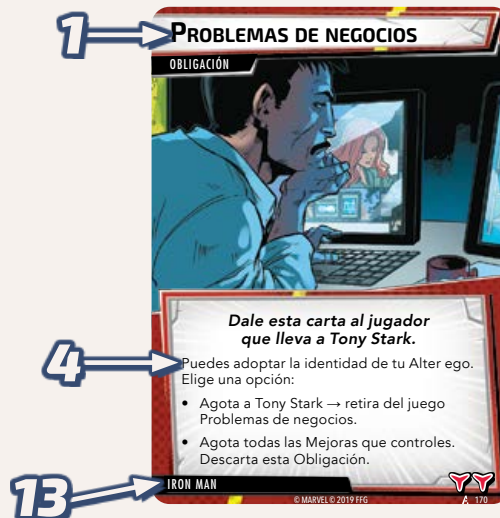 1
PROBLEMAS DE NEGOCIOS
OBLIGACIÓN
Dale esta carta al jugador
que lleva a Tony Stark.
4
Puedes adoptar la identidad de tu Alter ego.
Elige una opción:
• Agota a Tony Stark → retira del juego
Problemas de negocios.
• Agota todas las Mejoras que controles.
Descarta esta Obligación.
13
IRON MAN
© MARVEL © 2019 FFG
170